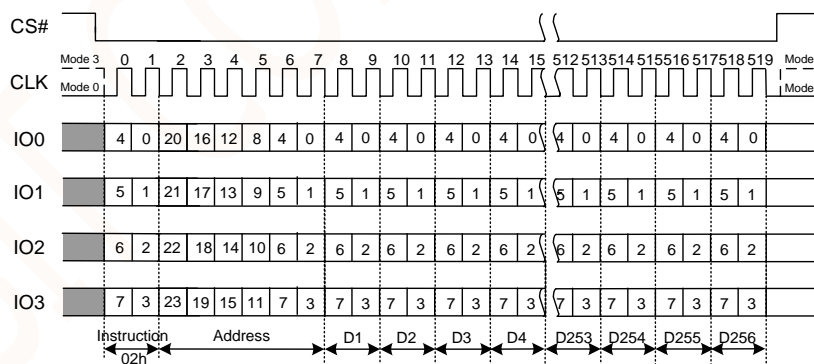 CS#
Mode 3 0 1 2 3 4 5 6 7 8 9 10 11 12 13 14 15 512 513 514 515 516 517 518 519 Mode
CLK
Mode 0 Mode
IO0 4 0 20 16 12 8 4 0 4 0 4 0 4 0 4 0 4 0 4 0 4 0 4 0
IO1 5 1 21 17 13 9 5 1 5 1 5 1 5 1 5 1 5 1 5 1 5 1 5 1
IO2 6 2 22 18 14 10 6 2 6 2 6 2 6 2 6 2 6 2 6 2 6 2 6 2
IO3 7 3 23 19 15 11 7 3 7 3 7 3 7 3 7 3 7 3 7 3 7 3 7 3
Instruction Address D1 D2 D3 D4 D253 D254 D255 D256
02h